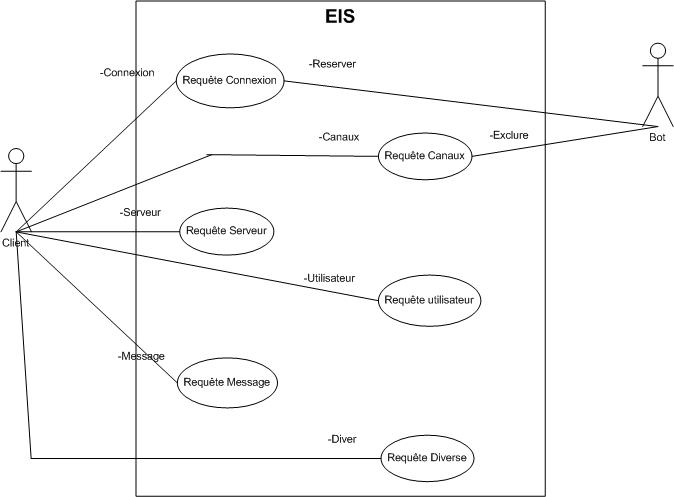 EIS
-Connexion
-Reserver
Requête Connexion
Bot
-Canaux
-Exclure
Requête Canaux
Client
-Serveur
Requête Serveur
-Utilisateur
Requête utilisateur
-Message
Requête Message
-Diver
Requête Diverse